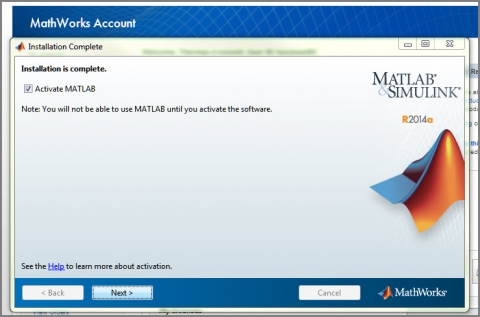 MathWorks Account
Installation Complete
Installation is complete.
Activate MATLAB
Note: You will not be able to use MATLAB until you activate the software.
MATLAB®
&SIMULINK®
R2014a
See the Help to learn more about activation.
< Back
Next >
Cancel
MathWorks®